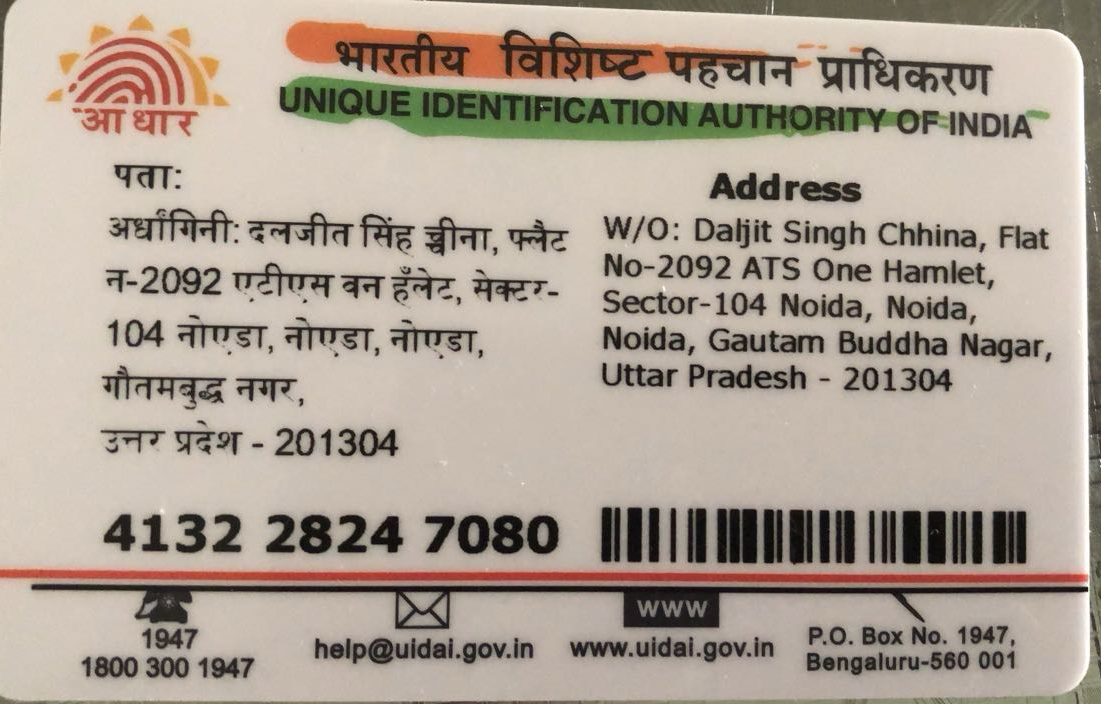 भारतीय विशिष्ट पहचान प्राधिकरण
UNIQUE IDENTIFICATION AUTHORITY OF INDIA
आधार
पता:
अर्धांगिनी: दलजीत सिंह च्चीना, फ्लैट
न-2092 एटीएस वन हँलेट, सेक्टर-
104 नोएडा, नोएडा, नोएडा,
गौतमबुद्ध नगर,
उत्तर प्रदेश - 201304
Address
W/O: Daljit Singh Chhina, Flat
No-2092 ATS One Hamlet,
Sector-104 Noida, Noida,
Noida, Gautam Buddha Nagar,
Uttar Pradesh - 201304
4132 2824 7080
1947
1800 300 1947
help@uidai.gov.in
www
www.uidai.gov.in
P.O. Box No. 1947,
Bengaluru-560 001